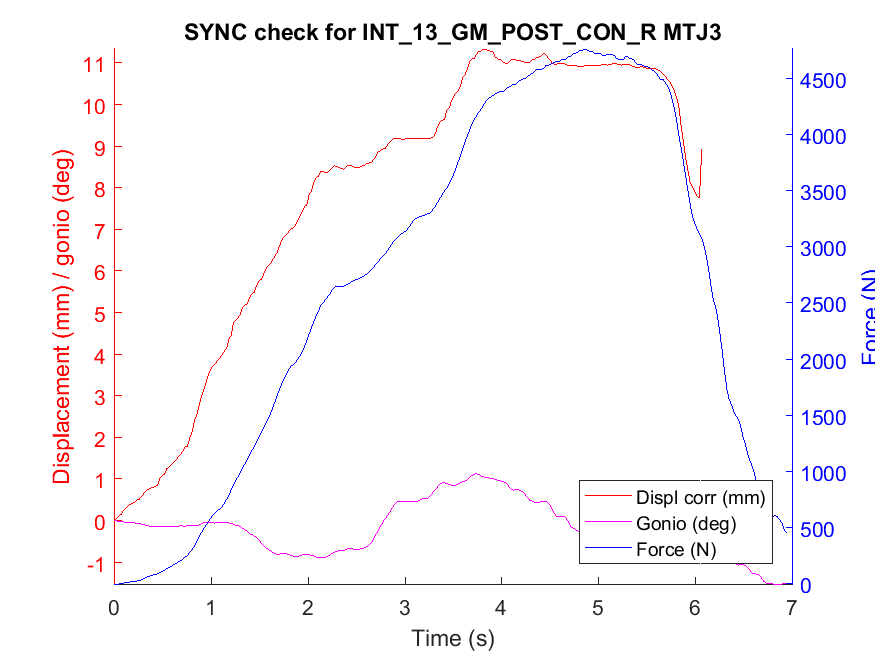 SYNC check for INT_13_GM_POST_CON_R MTJ3
Displacement (mm) / gonio (deg)
11
10
9
8
7
6
5
4
3
2
1
0
-1
4500
4000
3500
3000
2500
2000
1500
1000
500
0
Force (N)
Displ corr (mm)
Gonio (deg)
Force (N)
0 1 2 3 4 5 6 7
Time (s)